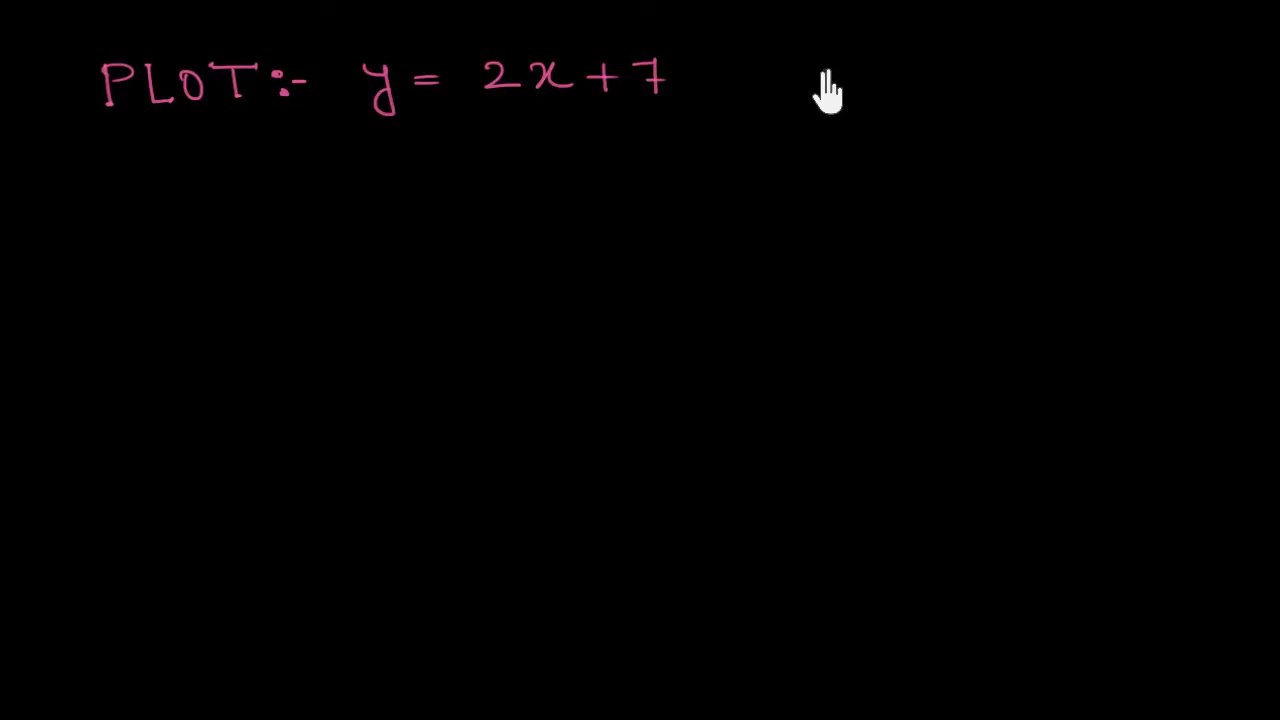 PLOT:- y = 2x + 7